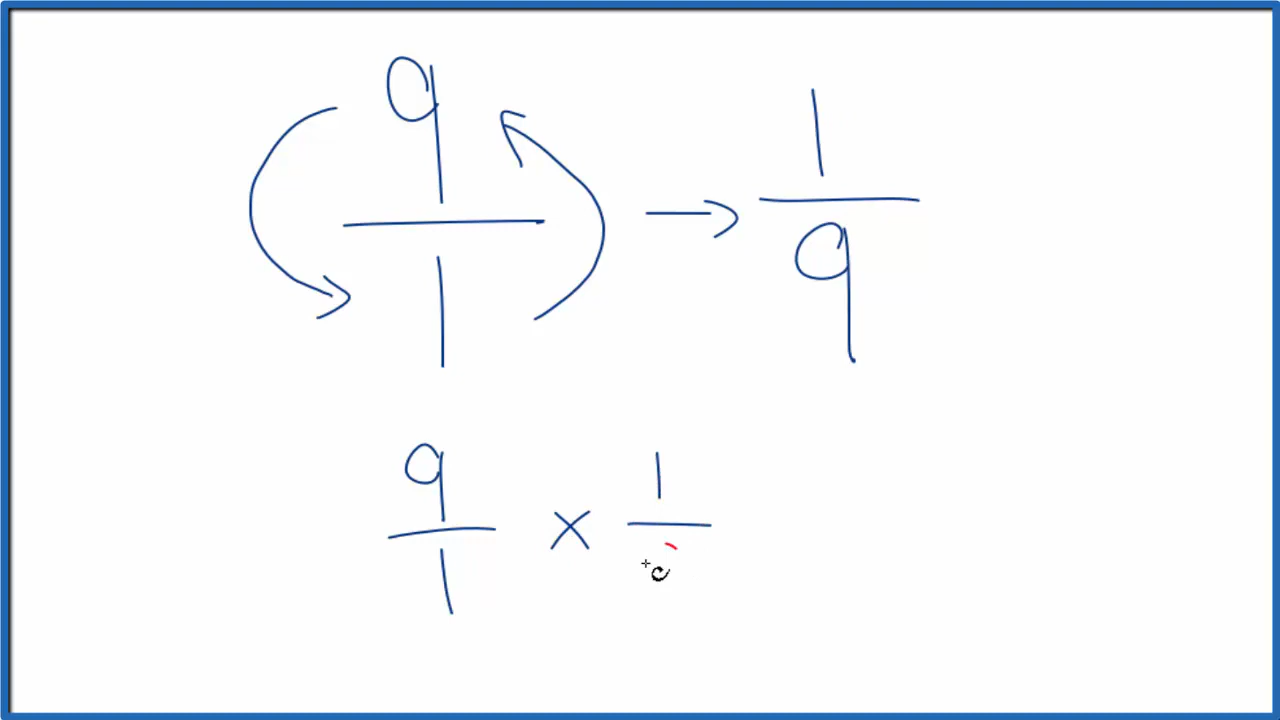 9/1 → 1/9
9/1 × 1/